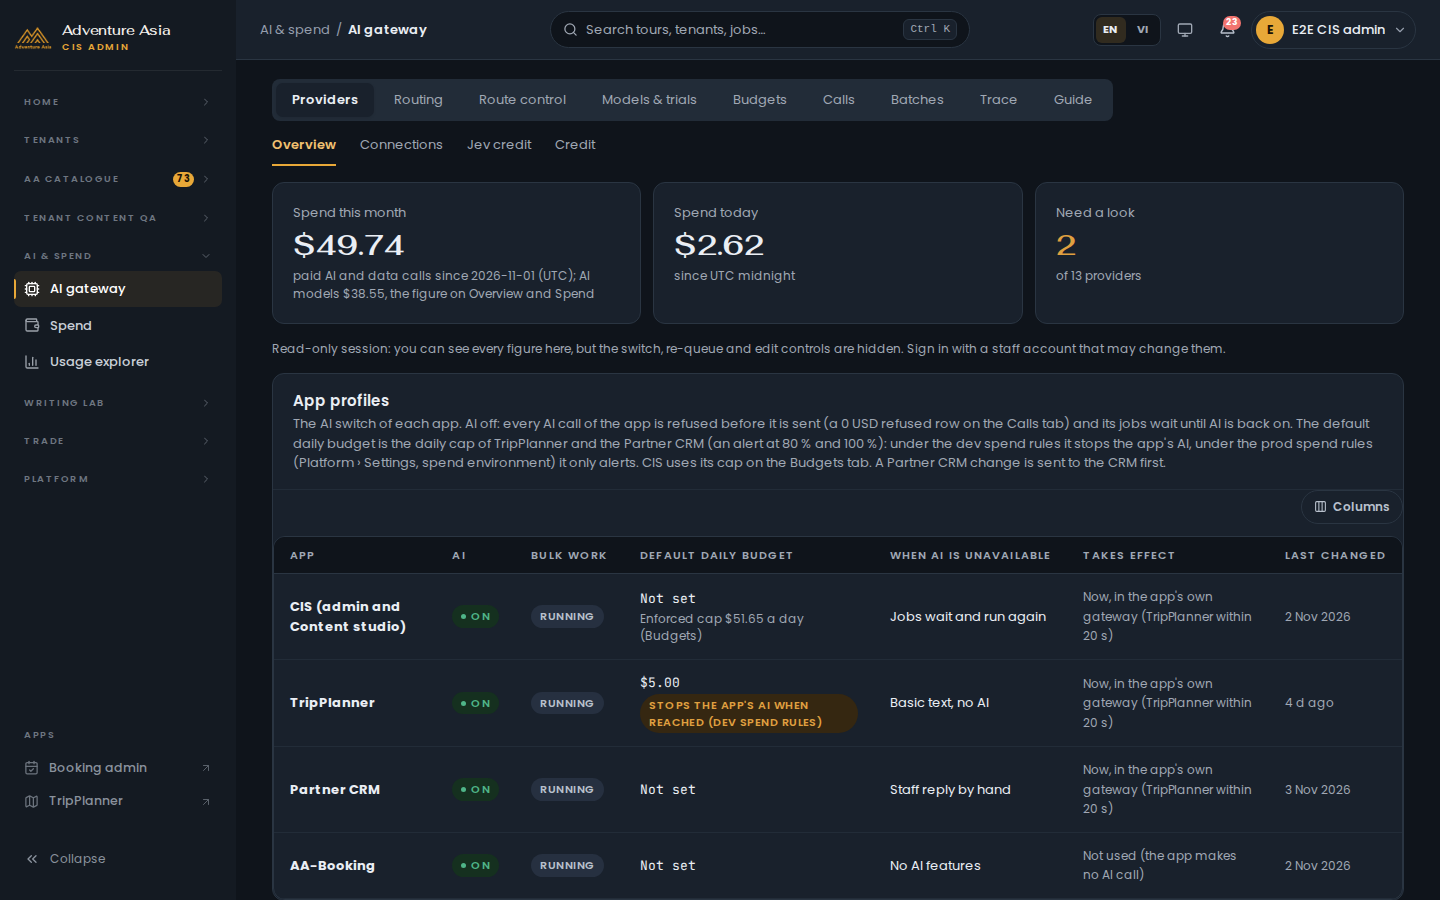 Adventure Asia
Adventure Asia
CIS ADMIN
AI & spend / AI gateway
Search tours, tenants, jobs...
Ctrl K
EN
VI
23
E
E2E CIS admin
HOME
TENANTS
AA CATALOGUE
73
TENANT CONTENT QA
AI & SPEND
AI gateway
Spend
Usage explorer
WRITING LAB
TRADE
PLATFORM
APPS
Booking admin
TripPlanner
Collapse
Providers
Routing
Route control
Models & trials
Budgets
Calls
Batches
Trace
Guide
Overview
Connections
Jev credit
Credit
Spend this month
$49.74
paid AI and data calls since 2026-11-01 (UTC); AI
models $38.55, the figure on Overview and Spend
Spend today
$2.62
since UTC midnight
Need a look
2
of 13 providers
Read-only session: you can see every figure here, but the switch, re-queue and edit controls are hidden. Sign in with a staff account that may change them.
App profiles
The AI switch of each app. AI off: every AI call of the app is refused before it is sent (a 0 USD refused row on the Calls tab) and its jobs wait until AI is back on. The default
daily budget is the daily cap of TripPlanner and the Partner CRM (an alert at 80 % and 100 %): under the dev spend rules it stops the app's AI, under the prod spend rules
(Platform › Settings, spend environment) it only alerts. CIS uses its cap on the Budgets tab. A Partner CRM change is sent to the CRM first.
Columns
APP
AI
BULK WORK
DEFAULT DAILY BUDGET
WHEN AI IS UNAVAILABLE
TAKES EFFECT
LAST CHANGED
CIS (admin and
Content studio)
ON
RUNNING
Not set
Enforced cap $51.65 a day
(Budgets)
Jobs wait and run again
Now, in the app's own
gateway (TripPlanner within
20 s)
2 Nov 2026
TripPlanner
ON
RUNNING
$5.00
STOPS THE APP'S AI WHEN
REACHED (DEV SPEND RULES)
Basic text, no AI
Now, in the app's own
gateway (TripPlanner within
20 s)
4 d ago
Partner CRM
ON
RUNNING
Not set
Staff reply by hand
Now, in the app's own
gateway (TripPlanner within
20 s)
3 Nov 2026
AA-Booking
ON
RUNNING
Not set
No AI features
Not used (the app makes
no AI call)
2 Nov 2026